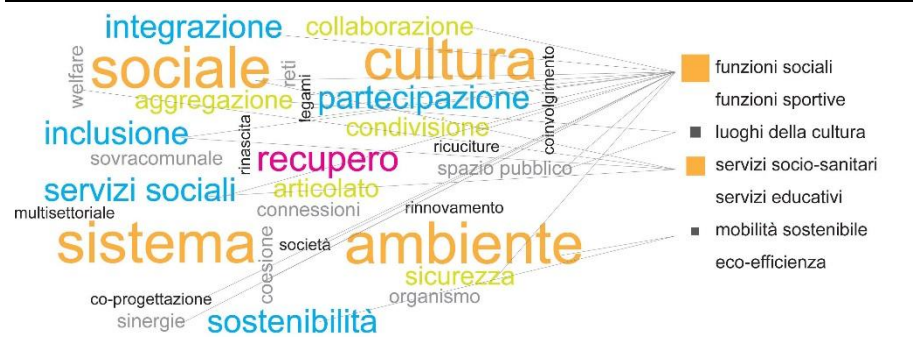 integrazione
collaborazione
welfare
sociale
reti
cultura
aggregazione
legami
partecipazione
coinvolgimento
inclusione
rinascita
condivisione
sovracomunale
recupero
ricuciture
spazio pubblico
servizi sociali
articolato
multisettoriale
connessioni
rinnovamento
sistema
coesione
società
ambiente
sicurezza
co-progettazione
organismo
sinergie
sostenibilità
funzioni sociali
funzioni sportive
luoghi della cultura
servizi socio-sanitari
servizi educativi
mobilità sostenibile
eco-efficienza